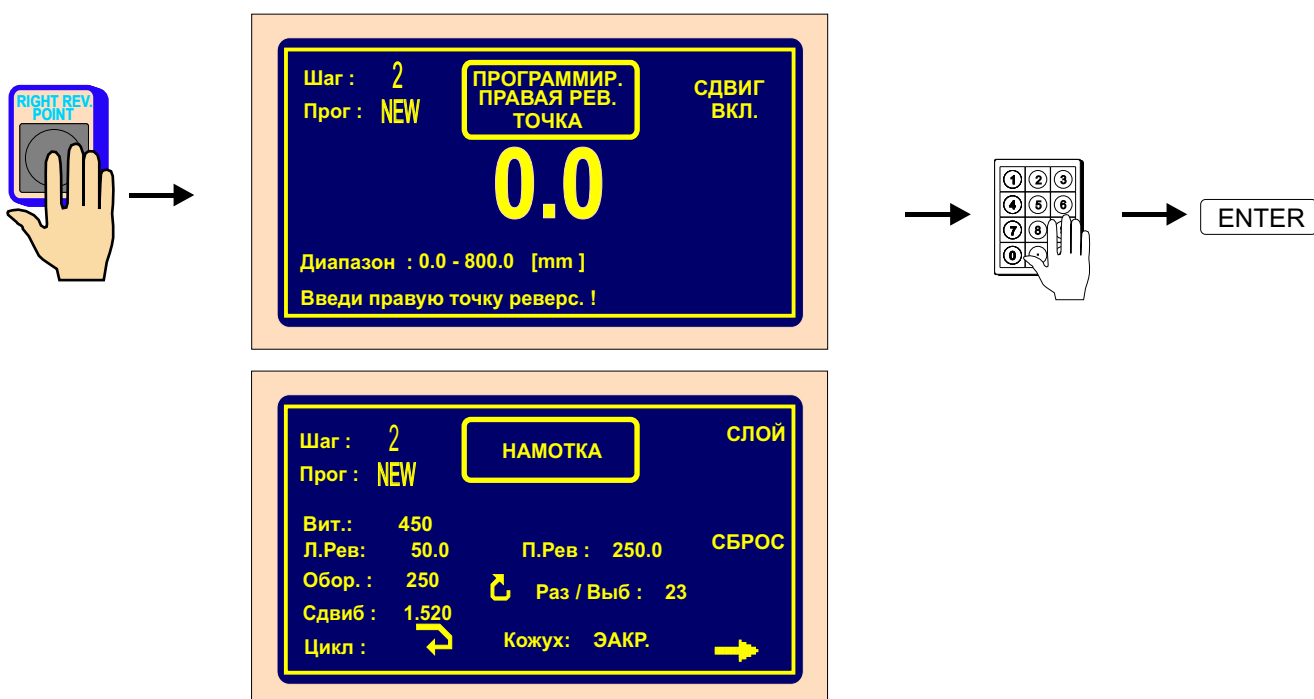 RIGHT REV.
POINT
Шаг : 2
Прог : NEW
ПРОГРАММИР.
ПРАВАЯ РЕВ.
ТОЧКА
СДВИГ
ВКЛ.
0.0
Диапазон : 0.0 - 800.0 [mm ]
Введи правую точку реверс. !
1 2 3
4 5 6
7 8
0 .
ENTER
Шаг : 2
Прог : NEW
НАМОТКА
СЛОЙ
Вит.: 450
Л.Рев: 50.0 П.Рев : 250.0
СБРОС
Обор. : 250
Раз / Выб : 23
Сдвиб : 1.520
Цикл : Кожух: ЭАКР.